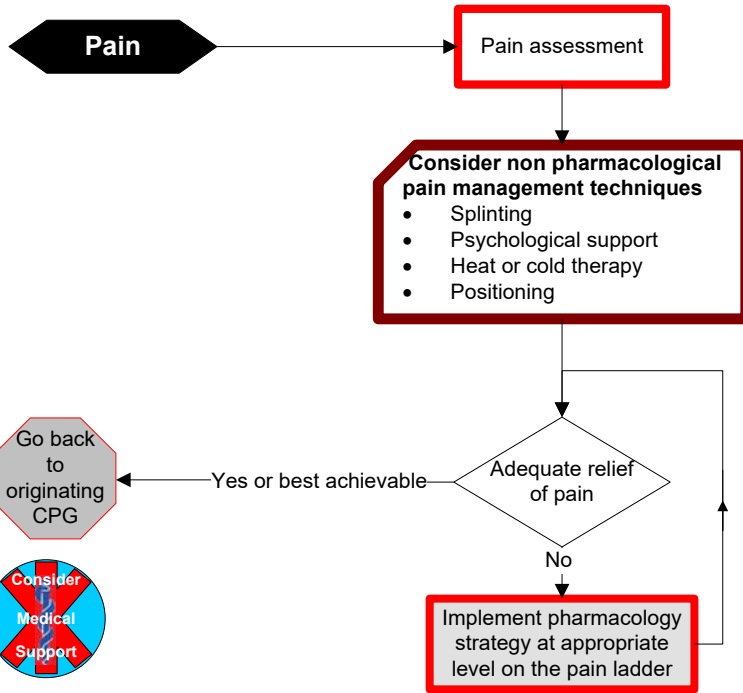 Pain
Pain assessment
Consider non pharmacological
pain management techniques
• Splinting
• Psychological support
• Heat or cold therapy
• Positioning
Go back
to
originating
CPG
Yes or best achievable
Adequate relief
of pain
No
Consider
Medical
Support
Implement pharmacology
strategy at appropriate
level on the pain ladder